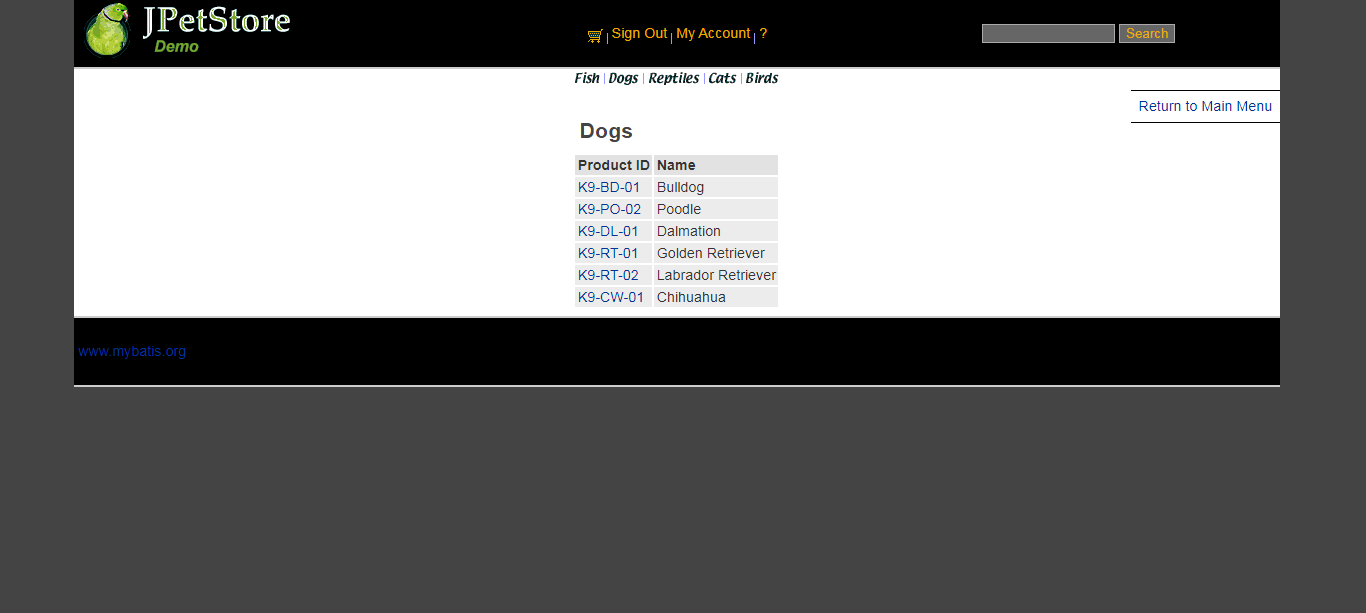 JPetStore
Demo
Sign Out | My Account | ?
Search
Fish | Dogs | Reptiles | Cats | Birds
Return to Main Menu
Dogs
Product ID Name
K9-BD-01 Bulldog
K9-PO-02 Poodle
K9-DL-01 Dalmation
K9-RT-01 Golden Retriever
K9-RT-02 Labrador Retriever
K9-CW-01 Chihuahua
www.mybatis.org